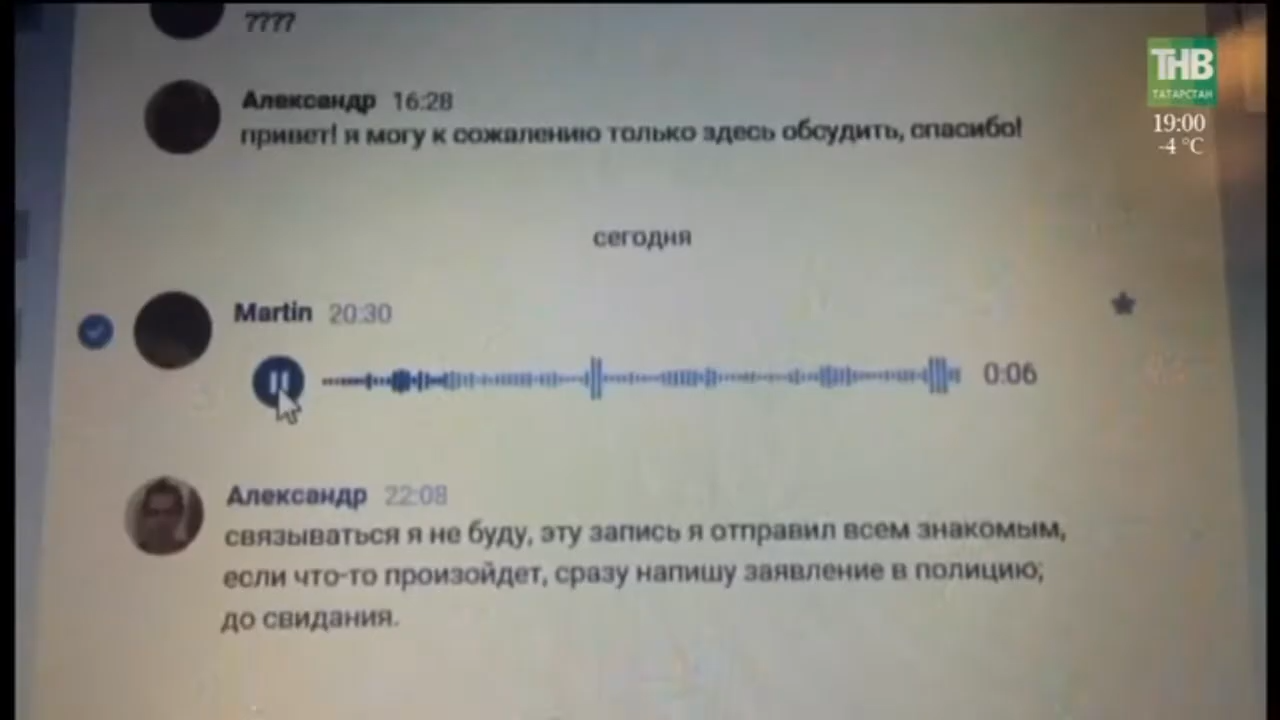 ????
Александр 16:28
привет! я могу к сожалению только здесь обсудить, спасибо!
сегодня
Martin 20:30
0:06
Александр 22:08
связываться я не буду, эту запись я отправил всем знакомым,
если что-то произойдет, сразу напишу заявление в полицию;
до свидания.
ТНВ
ТАТАРСТАН
19:00
-4 °C